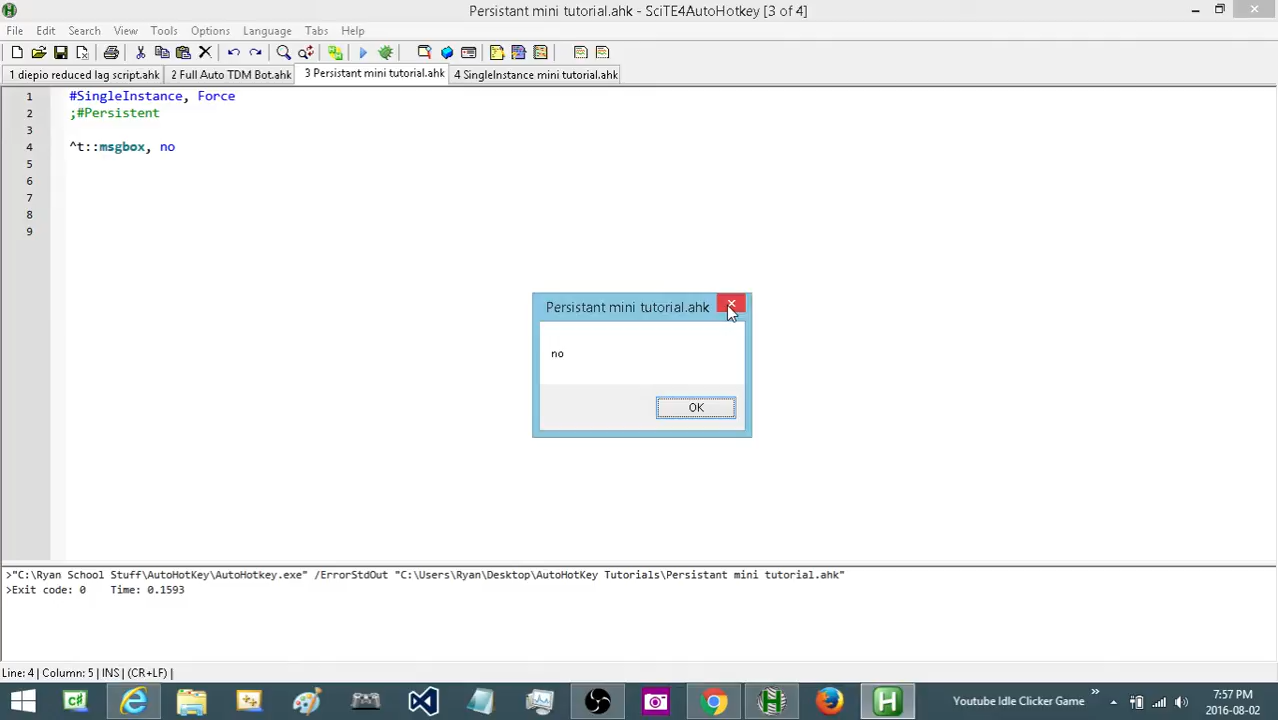 Persistant mini tutorial.ahk - SciTE4AutoHotkey [3 of 4]
File Edit Search View Tools Options Language Tabs Help
1 diepio reduced lag script.ahk 2 Full Auto TDM Bot.ahk 3 Persistant mini tutorial.ahk 4 SingleInstance mini tutorial.ahk
1 #SingleInstance, Force
2 ;#Persistent
3
4 ^t::msgbox, no
5
6
7
8
9
Persistant mini tutorial.ahk
no
OK
>"C:\Ryan School Stuff\AutoHotKey\AutoHotkey.exe" /ErrorStdOut "C:\Users\Ryan\Desktop\AutoHotKey Tutorials\Persistant mini tutorial.ahk"
>Exit code: 0 Time: 0.1593
Line: 4 | Column: 5 | INS | (CR+LF) |
Youtube Idle Clicker Game
7:57 PM
2016-08-02